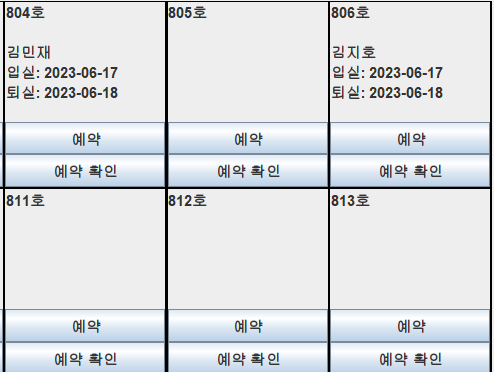 804호
김민재
입실: 2023-06-17
퇴실: 2023-06-18
예약
예약 확인
805호
예약
예약 확인
806호
김지호
입실: 2023-06-17
퇴실: 2023-06-18
예약
예약 확인
811호
예약
예약 확인
812호
예약
예약 확인
813호
예약
예약 확인